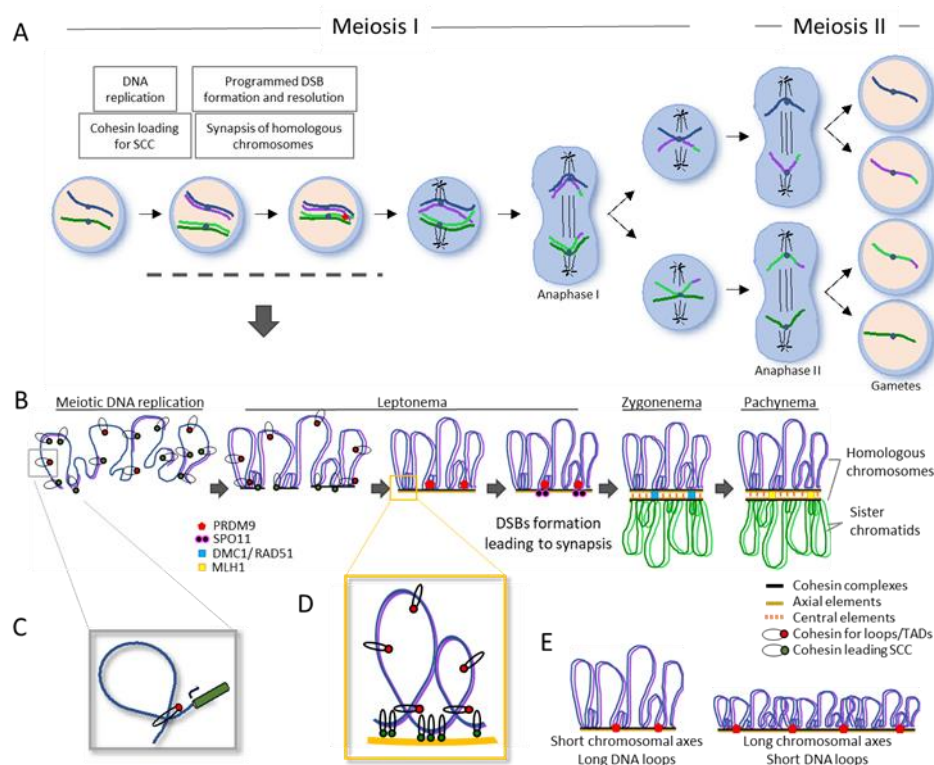 A
Meiosis I
Meiosis II
DNA
replication
Programmed DSB
formation and resolution
Cohesin loading
for SCC
Synapsis of homologous
chromosomes
Anaphase I
Anaphase II
Gametes
B
Meiotic DNA replication
Leptonema
Zygonenema
Pachynema
Homologous
chromosomes
Sister
chromatids
DSBs formation
leading to synapsis
PRDM9
SPO11
DMC1/RAD51
MLH1
Cohesin complexes
Axial elements
Central elements
Cohesin for loops/TADs
Cohesin leading SCC
C
D
E
Short chromosomal axes
Long DNA loops
Long chromosomal axes
Short DNA loops